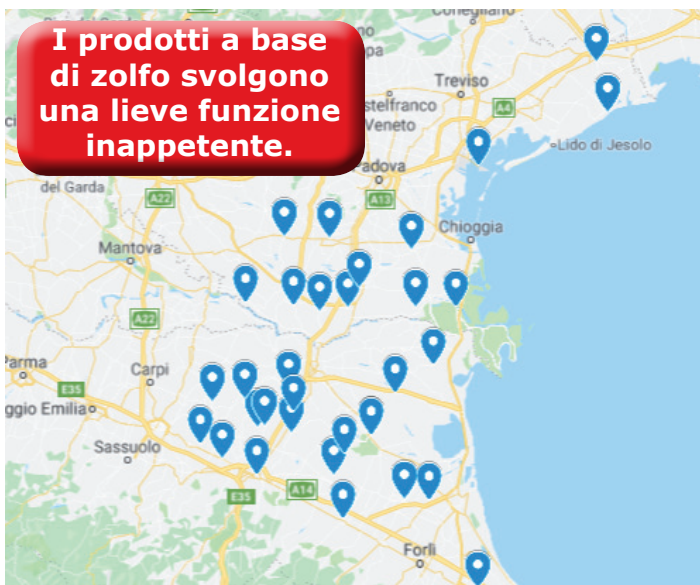 Conegliano
I prodotti a base
di zolfo svolgono
una lieve funzione
inappetente.
Treviso
A4
stelfranco
Veneto
Lido di Jesolo
Padova
del Garda
A22
A13
Chioggia
Mantova
A22
Parma
Carpi
E35
ggio Emilia
Sassuolo
E35
A14
Forlì